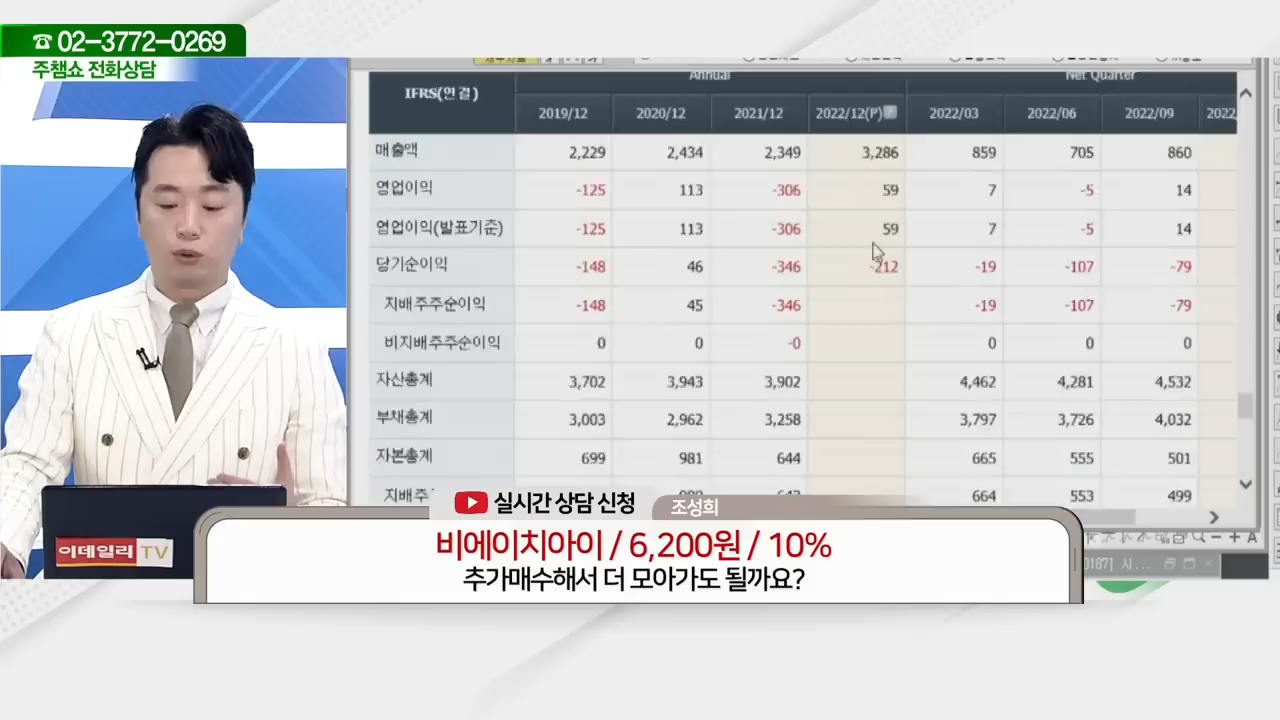 ☎ 02-3772-0269
주챔쇼 전화상담
Annual Net Quarter
IFRS(연결) 2019/12 2020/12 2021/12 2022/12(P) 2022/03 2022/06 2022/09
매출액 2,229 2,434 2,349 3,286 859 705 860
영업이익 -125 113 -306 59 7 -5 14
영업이익(발표기준) -125 113 -306 59 7 -5 14
당기순이익 -148 46 -346 -212 -19 -107 -79
지배주주순이익 -148 45 -346 -19 -107 -79
비지배주주순이익 0 0 -0 0 0 0
자산총계 3,702 3,943 3,902 4,462 4,281 4,532
부채총계 3,003 2,962 3,258 3,797 3,726 4,032
자본총계 699 981 644 665 555 501
664 553 499
실시간 상담 신청 조성희
비에이치아이 / 6,200원 / 10%
추가매수해서 더 모아가도 될까요?
이데일리 TV